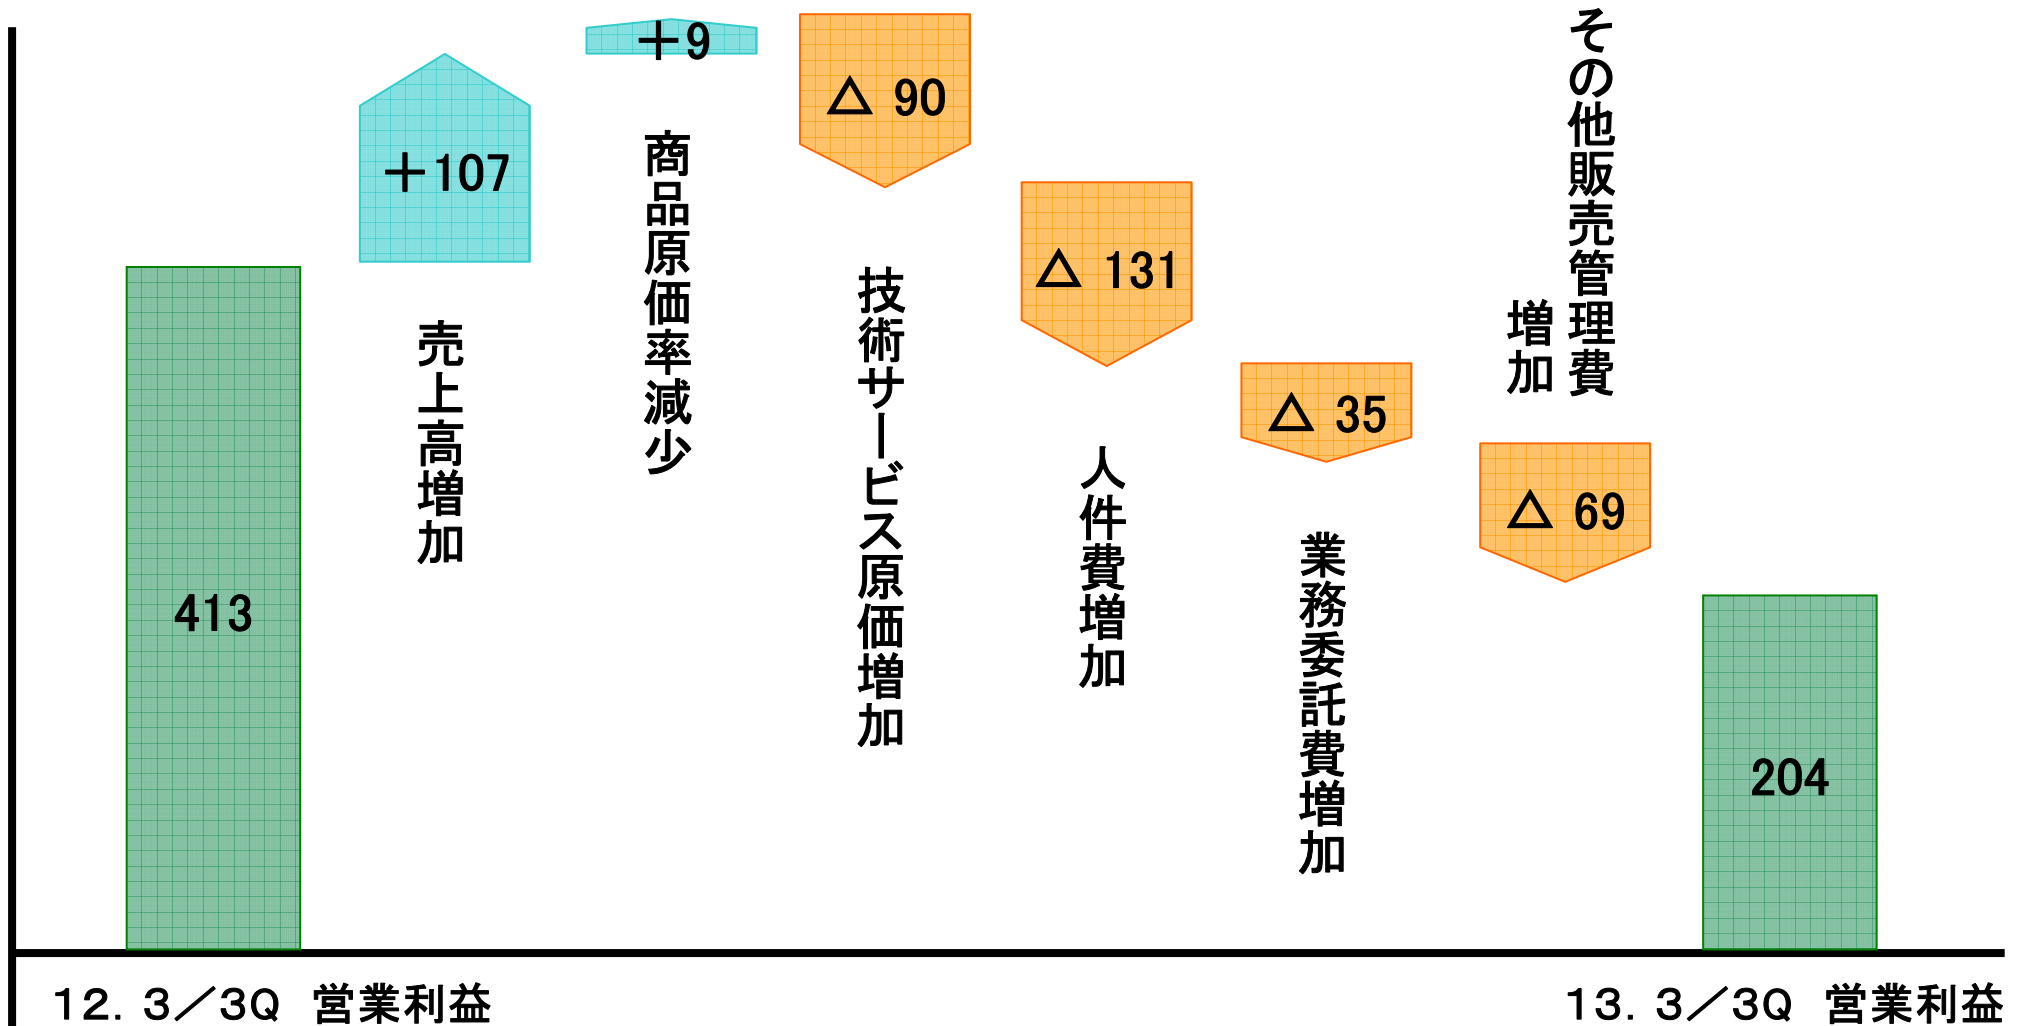 413
＋107
売上高増加
＋9
商品原価率減少
△ 90
技術サービス原価増加
△ 131
人件費増加
△ 35
業務委託費増加
その他販売管理費
増加
△ 69
204
12．3／3Q　営業利益
13．3／3Q　営業利益